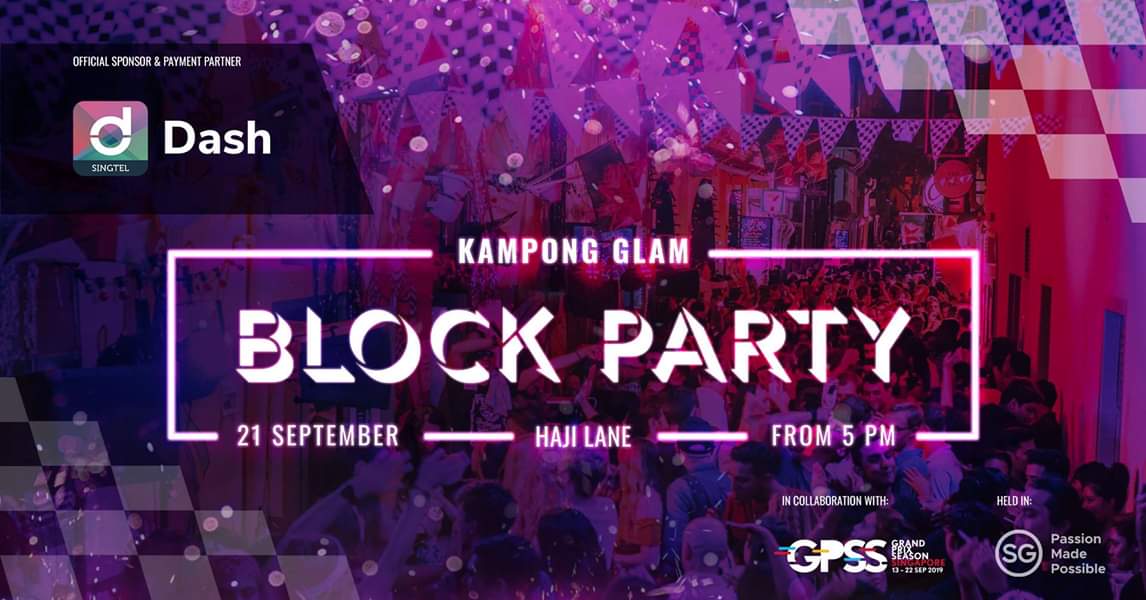 OFFICIAL SPONSOR & PAYMENT PARTNER
d
SINGTEL
Dash
KAMPONG GLAM
BLOCK PARTY
21 SEPTEMBER
HAJI LANE
FROM 5 PM
IN COLLABORATION WITH:
GPSS
GRAND
PRIX
SEASON
SINGAPORE
13 - 22 SEP 2019
HELD IN:
SG
Passion
Made
Possible